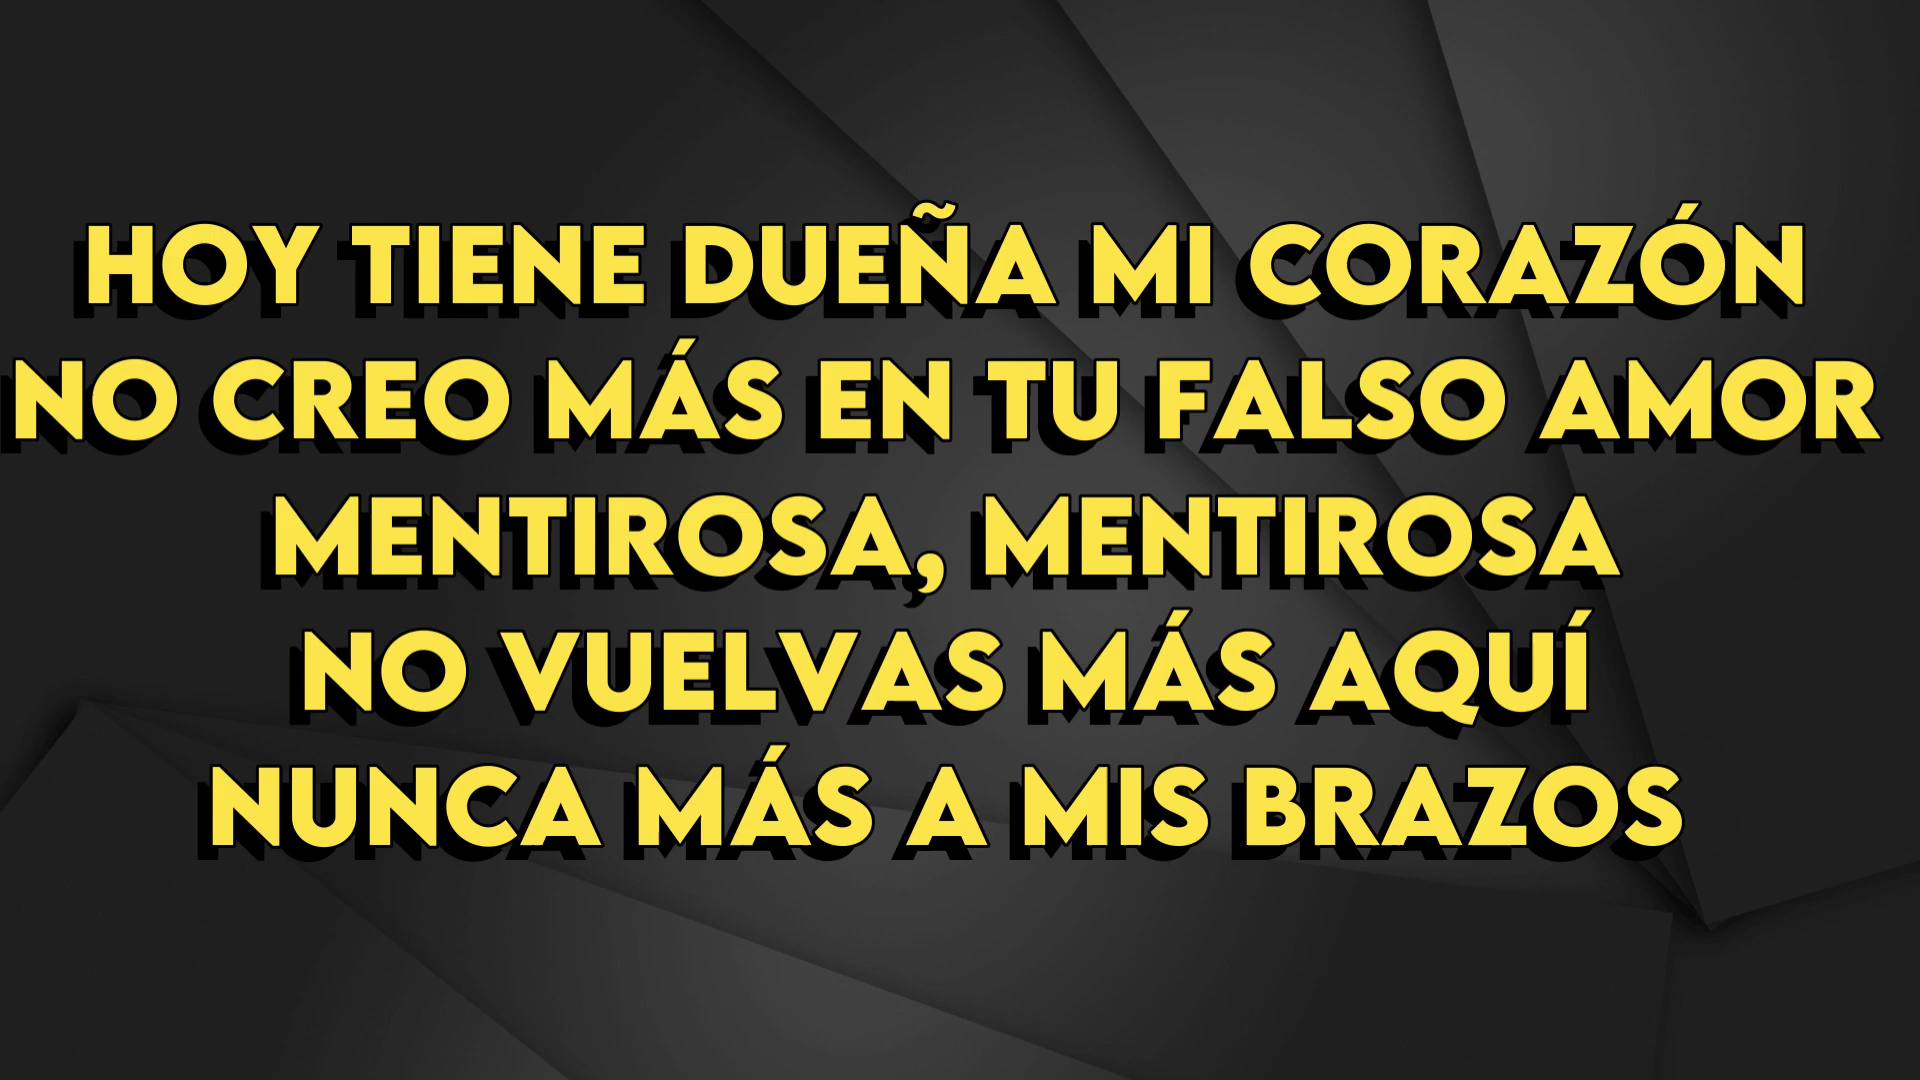 HOY TIENE DUEÑA MI CORAZÓN
NO CREO MÁS EN TU FALSO AMOR
MENTIROSA, MENTIROSA
NO VUELVAS MÁS AQUÍ
NUNCA MÁS A MIS BRAZOS